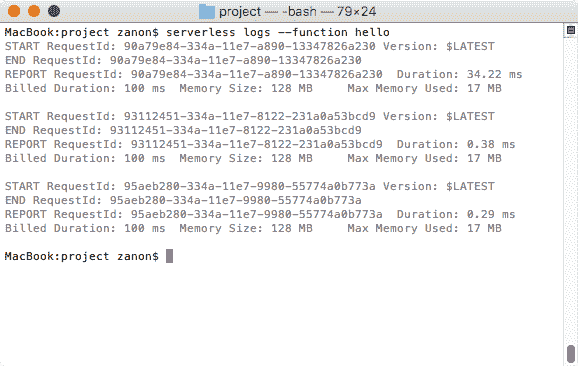 project — -bash — 79×24
MacBook:project zanon$ serverless logs --function hello
START RequestId: 90a79e84-334a-11e7-a890-13347826a230 Version: $LATEST
END RequestId: 90a79e84-334a-11e7-a890-13347826a230
REPORT RequestId: 90a79e84-334a-11e7-a890-13347826a230  Duration: 34.22 ms
Billed Duration: 100 ms  Memory Size: 128 MB     Max Memory Used: 17 MB
START RequestId: 93112451-334a-11e7-8122-231a0a53bcd9 Version: $LATEST
END RequestId: 93112451-334a-11e7-8122-231a0a53bcd9
REPORT RequestId: 93112451-334a-11e7-8122-231a0a53bcd9  Duration: 0.38 ms
Billed Duration: 100 ms  Memory Size: 128 MB     Max Memory Used: 17 MB
START RequestId: 95aeb280-334a-11e7-9980-55774a0b773a Version: $LATEST
END RequestId: 95aeb280-334a-11e7-9980-55774a0b773a
REPORT RequestId: 95aeb280-334a-11e7-9980-55774a0b773a  Duration: 0.29 ms
Billed Duration: 100 ms  Memory Size: 128 MB     Max Memory Used: 17 MB
MacBook:project zanon$